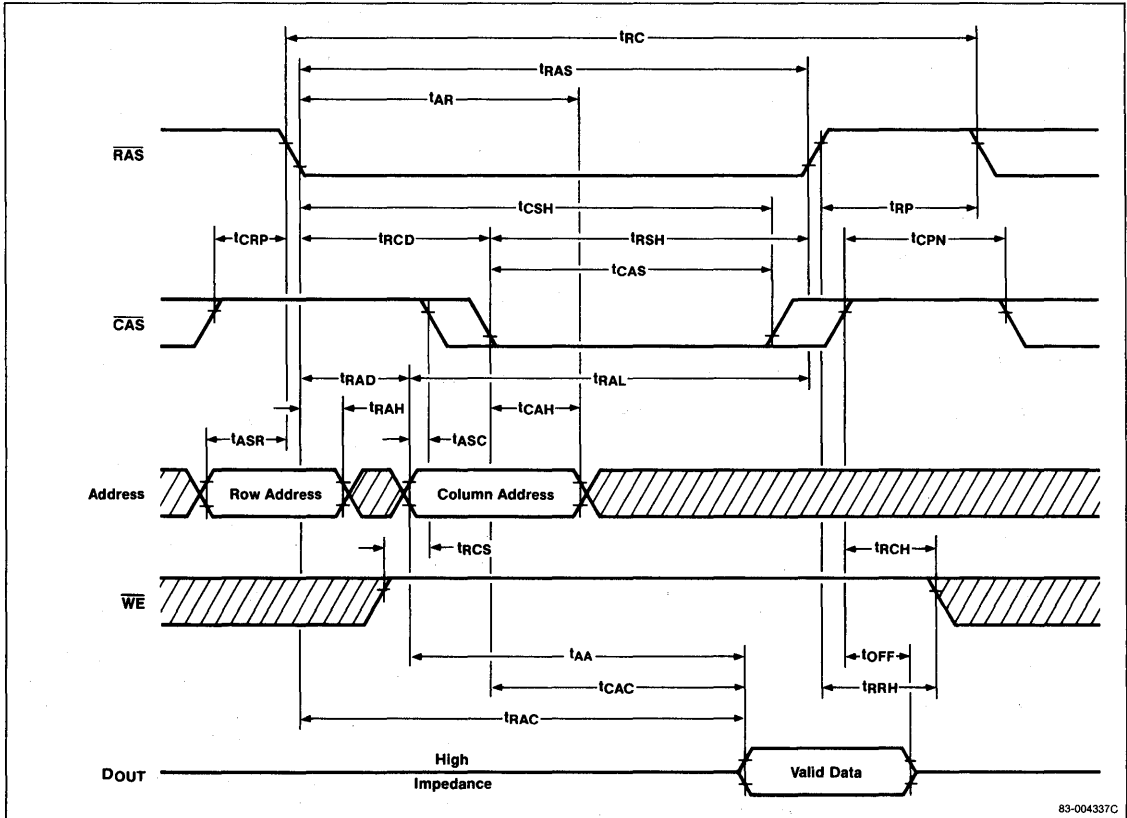 tRC
tRAS
tAR
RAS
tCSH
tRP
tCRP
tRCD
tRSH
tCPN
tCAS
CAS
tRAD
tRAL
tRAH
tCAH
tASR
tASC
Address
Row Address
Column Address
tRCS
tRCH
WE
tAA
tOFF
tCAC
tRRH
tRAC
DOUT
High
Impedance
Valid Data
83-004337C